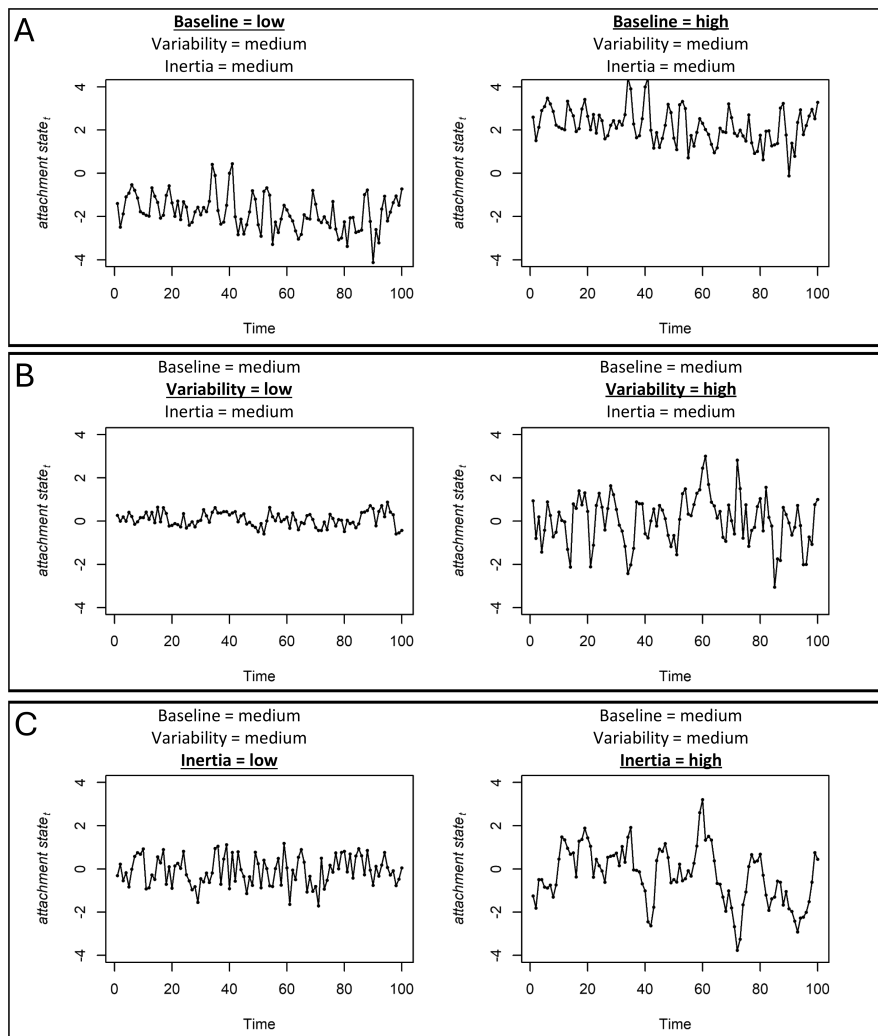 A
Baseline = low
Variability = medium
Inertia = medium
4
2
0
-2
-4
attachment state t
0 20 40 60 80 100
Time
Baseline = high
Variability = medium
Inertia = medium
4
2
0
-2
-4
attachment state t
0 20 40 60 80 100
Time
B
Baseline = medium
Variability = low
Inertia = medium
4
2
0
-2
-4
attachment state t
0 20 40 60 80 100
Time
Baseline = medium
Variability = high
Inertia = medium
4
2
0
-2
-4
attachment state t
0 20 40 60 80 100
Time
C
Baseline = medium
Variability = medium
Inertia = low
4
2
0
-2
-4
attachment state t
0 20 40 60 80 100
Time
Baseline = medium
Variability = medium
Inertia = high
4
2
0
-2
-4
attachment state t
0 20 40 60 80 100
Time